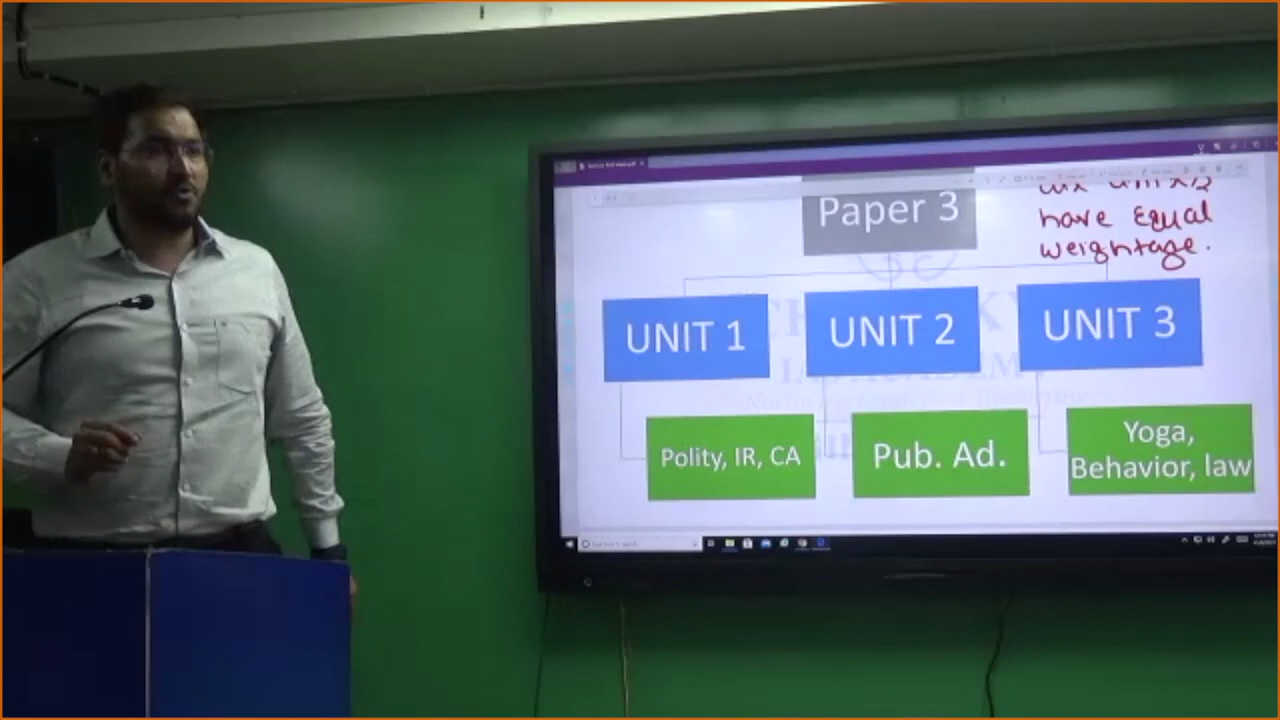 Paper 3
have Equal
weightage.
UNIT 1
UNIT 2
UNIT 3
Polity, IR, CA
Pub. Ad.
Yoga,
Behavior, law